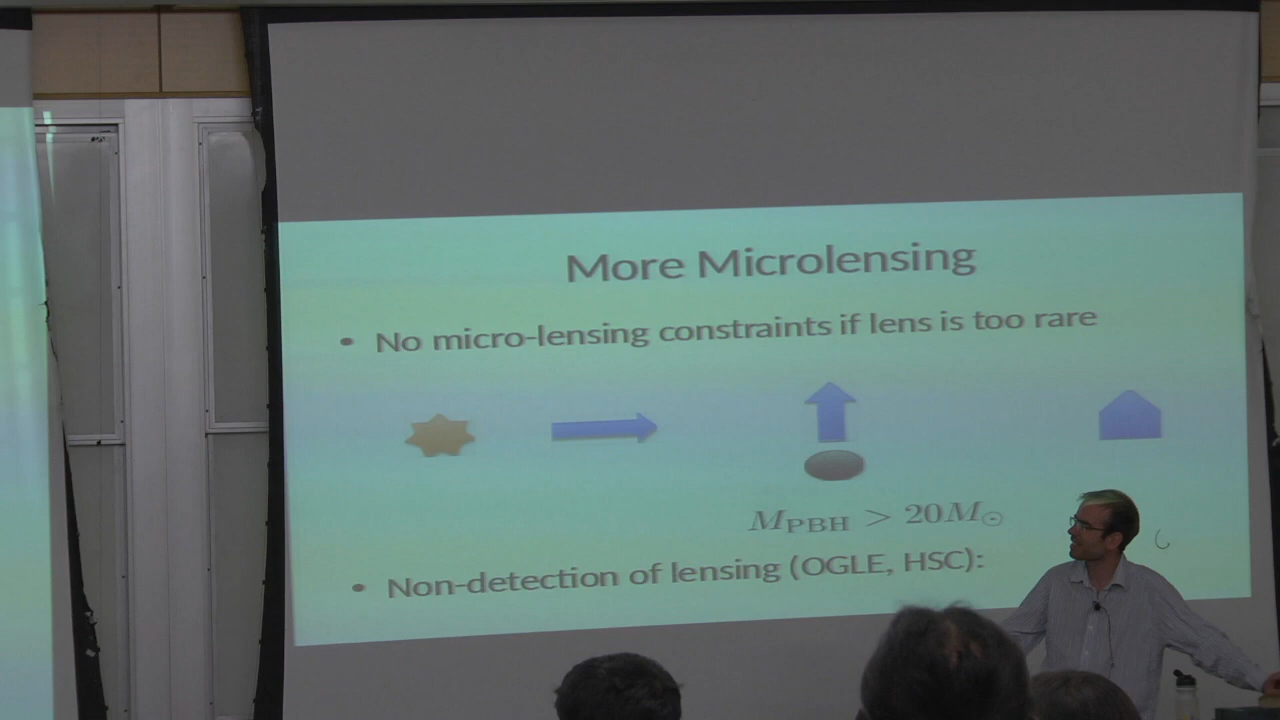 More Microlensing
• No micro-lensing constraints if lens is too rare
M_PBH > 20M_⊙
• Non-detection of lensing (OGLE, HSC):